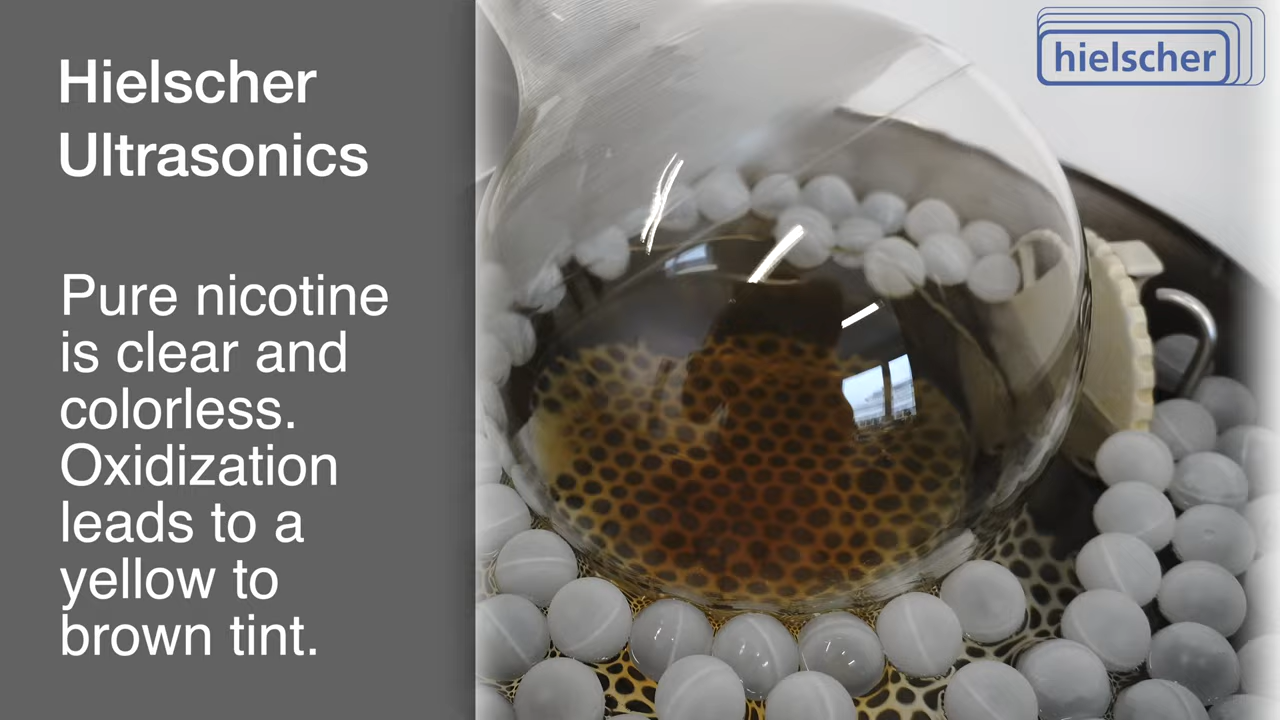 Hielscher
Ultrasonics
Pure nicotine
is clear and
colorless.
Oxidization
leads to a
yellow to
brown tint.
hielscher